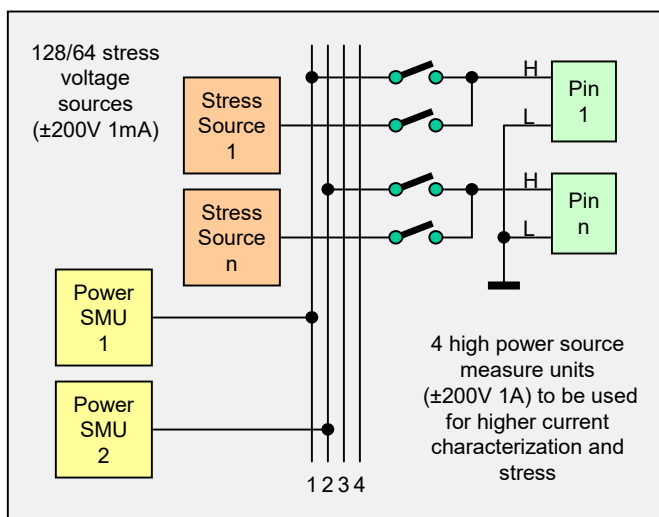 128/64 stress
voltage
sources
(±200V 1mA)
Stress
Source
1
H
L
Pin
1
Stress
Source
n
H
L
Pin
n
Power
SMU
1
Power
SMU
2
4 high power source
measure units
(±200V 1A) to be used
for higher current
characterization and
stress
1 2 3 4